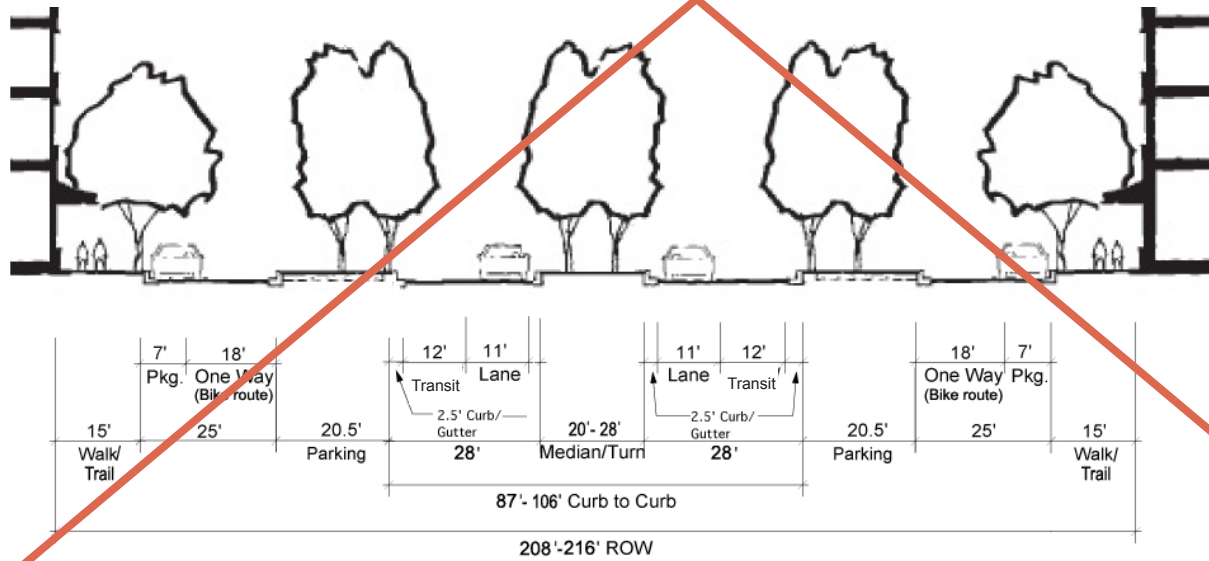 7' 18' 12' 11' 11' 12' 18' 7'
Pkg. One Way Transit Lane Lane Transit One Way Pkg.
(Bike route) (Bike route)
2.5' Curb/ 2.5' Curb/
Gutter Gutter
15' 25' 20.5' 28' 20'- 28' 28' 20.5' 25' 15'
Walk/ Parking Median/Turn Parking Walk/
Trail Trail
87'- 106' Curb to Curb
208'-216' ROW